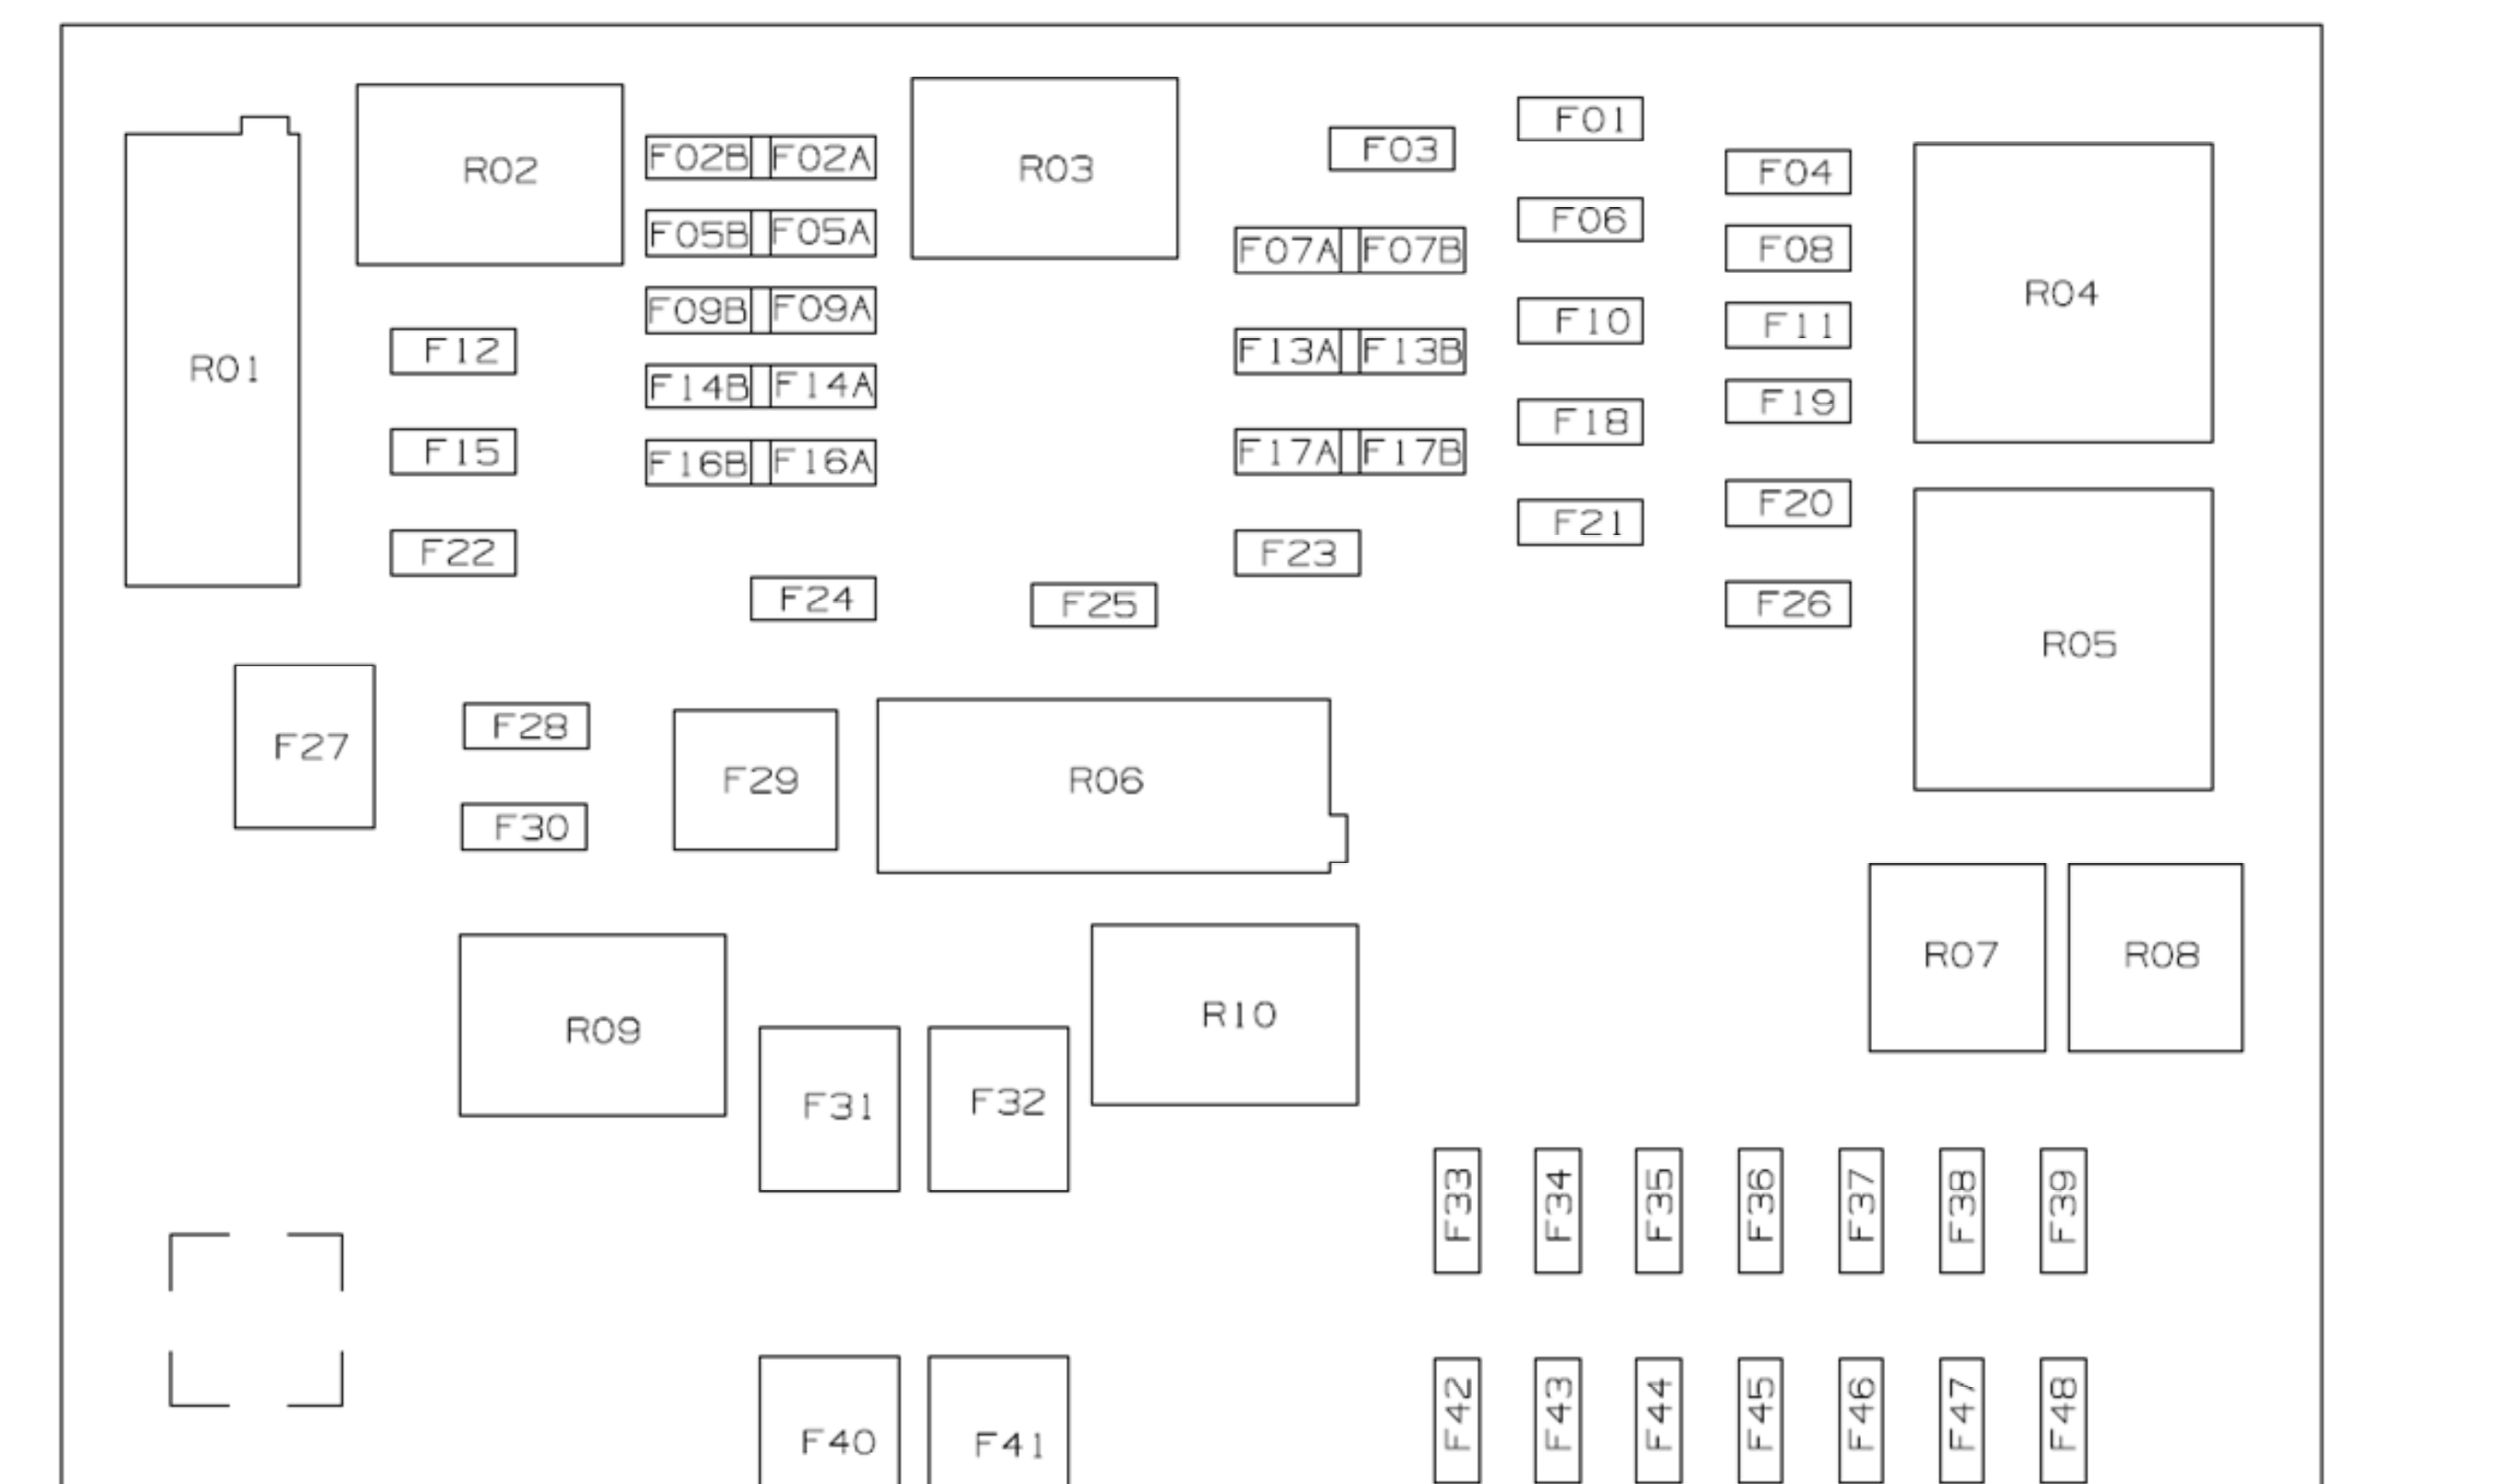 F01
R02 F02B F02A R03 F03
F04
F05B F05A F06
F07A F07B F08
R04
F09B F09A F10 F11
R01 F12 F14B F14A F13A F13B
F19
F15 F16B F16A F17A F17B F18
F20
F22 F23 F21
F24 F25 F26
R05
F27 F28 F29 R06
F30
R07 R08
R09 R10
F31 F32
F33 F34 F35 F36 F37 F38 F39
F40 F41 F42 F43 F44 F45 F46 F47 F48